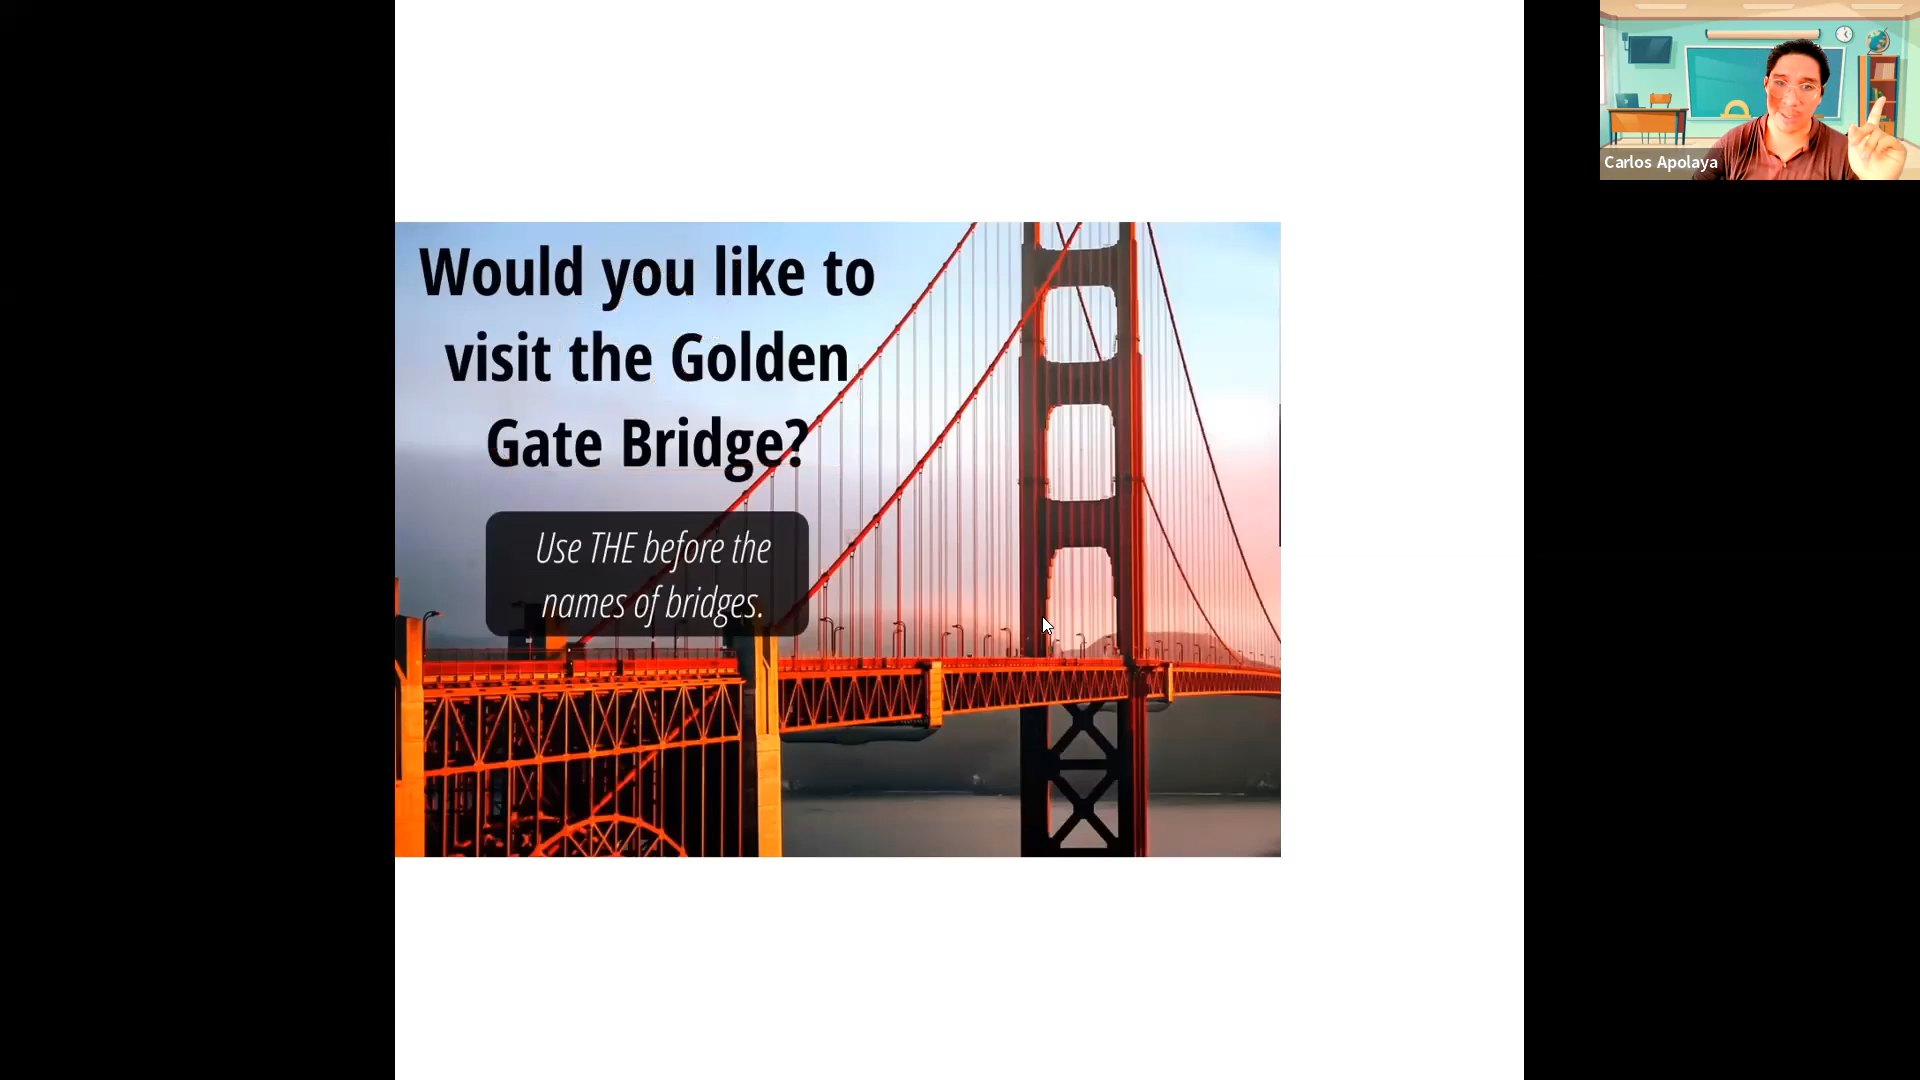 Would you like to
visit the Golden
Gate Bridge?
Use THE before the
names of bridges.
Carlos Apolaya